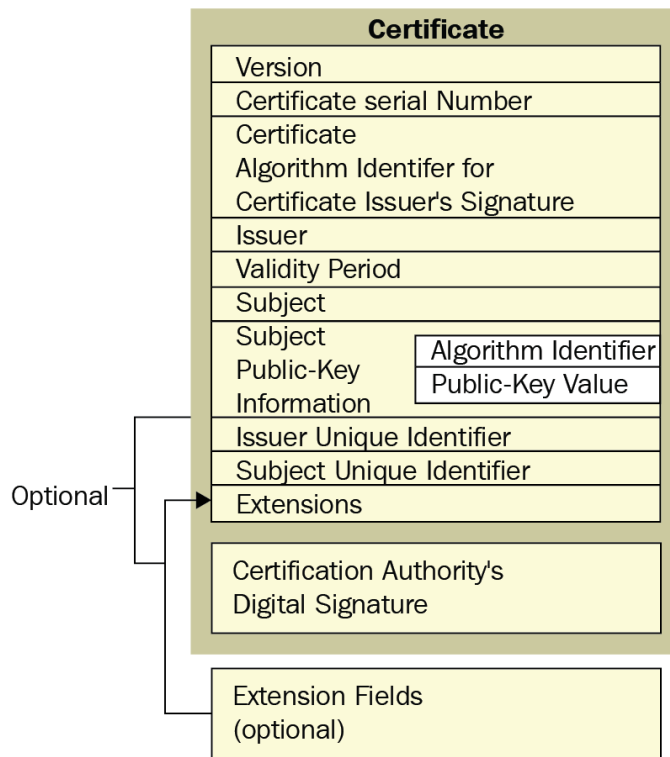 Certificate
Version
Certificate serial Number
Certificate
Algorithm Identifer for
Certificate Issuer's Signature
Issuer
Validity Period
Subject
Subject
Public-Key
Information
Algorithm Identifier
Public-Key Value
Issuer Unique Identifier
Subject Unique Identifier
Extensions
Optional
Certification Authority's
Digital Signature
Extension Fields
(optional)